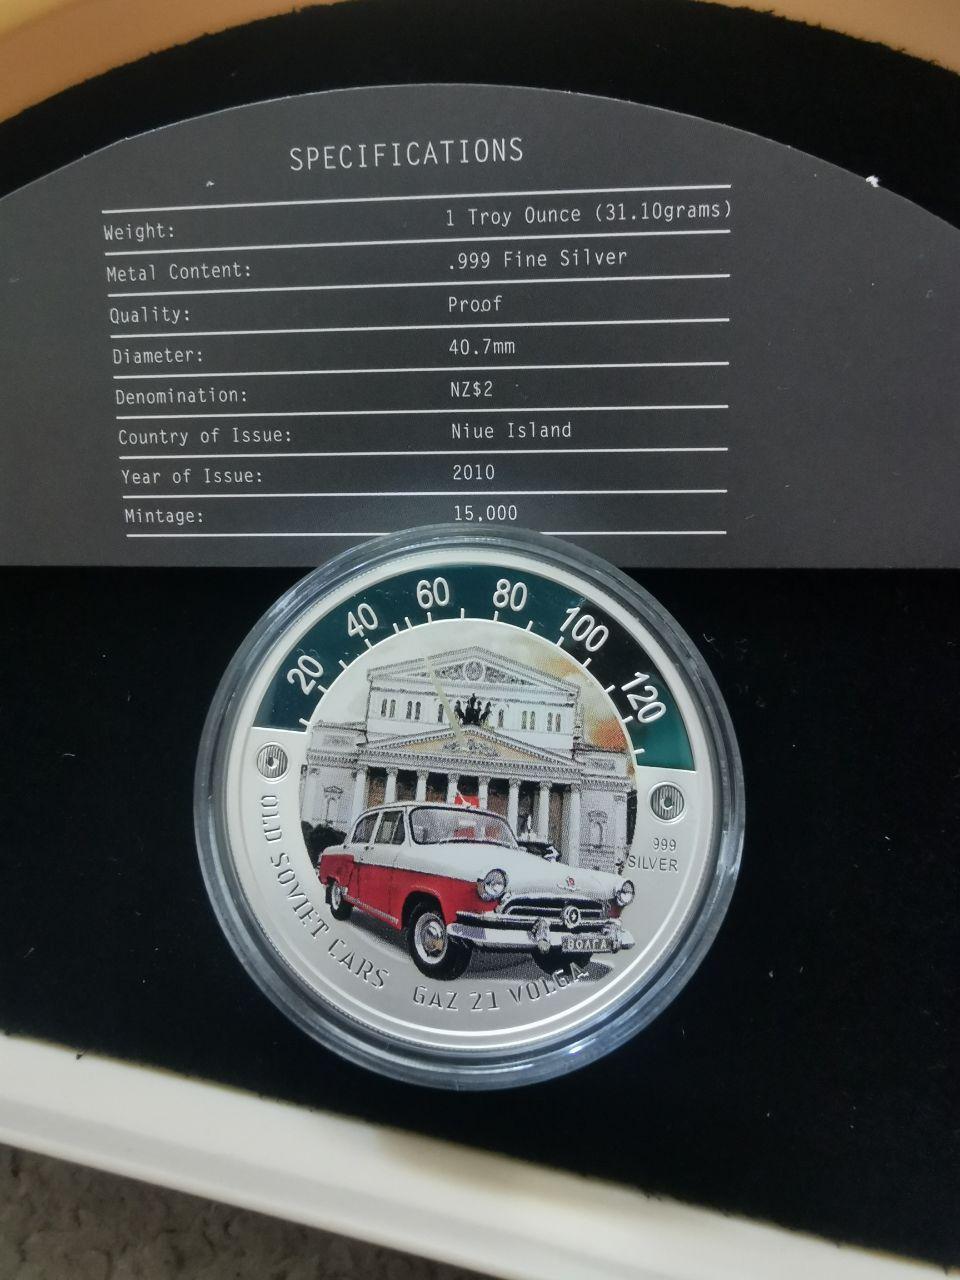 SPECIFICATIONS
Weight: 1 Troy Ounce (31.10grams)
Metal Content: .999 Fine Silver
Quality: Proof
Diameter: 40.7mm
Denomination: NZ$2
Country of Issue: Niue Island
Year of Issue: 2010
Mintage: 15,000
20 40 60 80 100 120
999
SILVER
ВОЛГА
OLD SOVIET CARS
GAZ 21 VOLGA